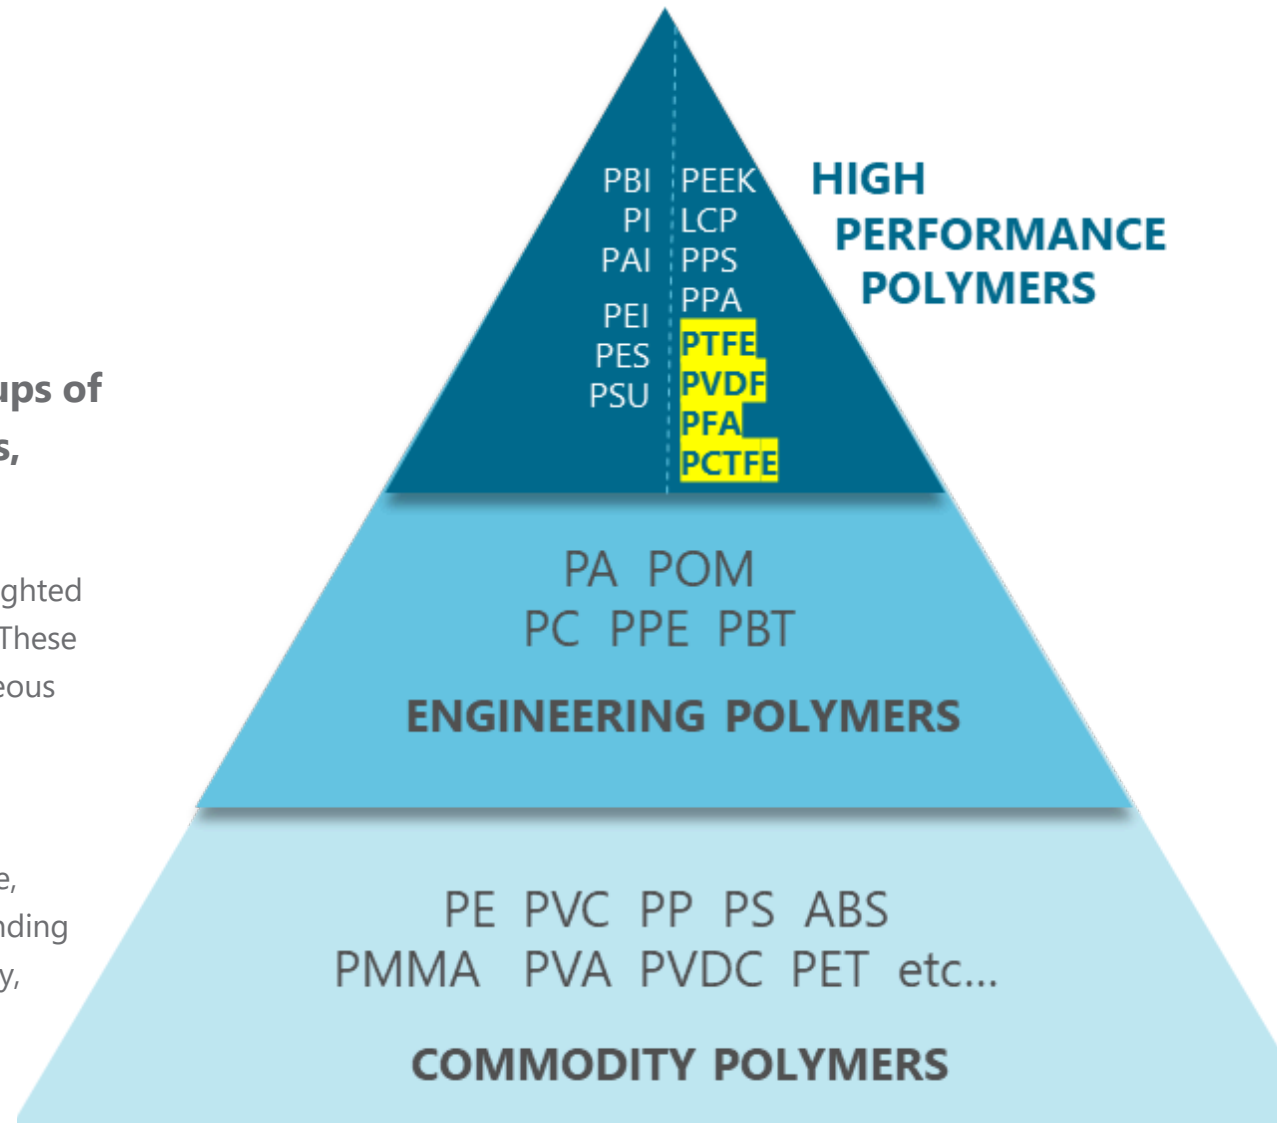 ups of
s,
ghted
These
eous
e,
nding
y,
PBI
PI
PAI
PEI
PES
PSU
PEEK
LCP
PPS
PPA
PTFE
PVDF
PFA
PCTFE
HIGH
PERFORMANCE
POLYMERS
PA POM
PC PPE PBT
ENGINEERING POLYMERS
PE PVC PP PS ABS
PMMA PVA PVDC PET etc...
COMMODITY POLYMERS